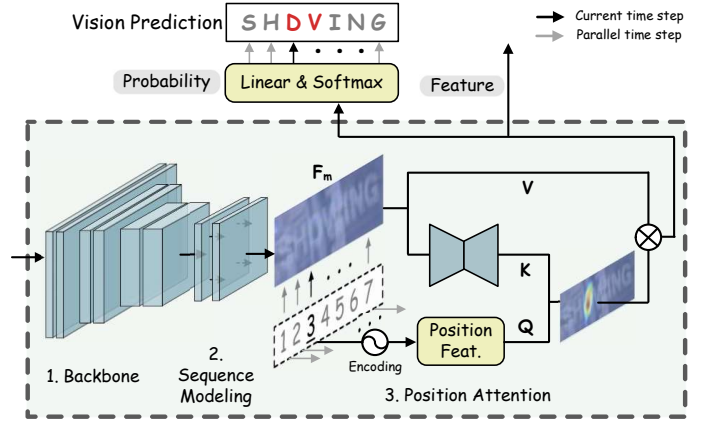 Vision Prediction
S H D V I N G
Current time step
Parallel time step
Probability
Linear & Softmax
Feature
Fm
SHDVING
V
K
Q
1 2 3 4 5 6 7
Encoding
Position
Feat.
1. Backbone
2.
Sequence
Modeling
3. Position Attention